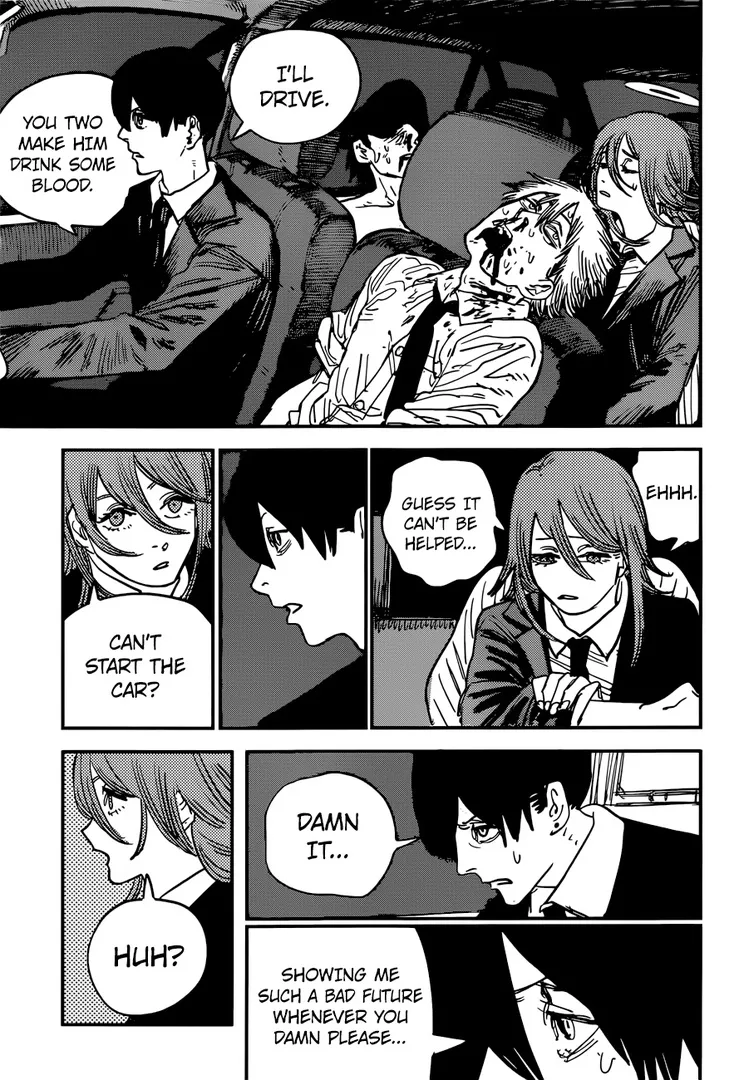 I'LL
DRIVE.
YOU TWO
MAKE HIM
DRINK SOME
BLOOD.
EHHH.
GUESS IT
CAN'T BE
HELPED...
CAN'T
START THE
CAR?
DAMN
IT...
SHOWING ME
SUCH A BAD FUTURE
WHENEVER YOU
DAMN PLEASE...
HUH?